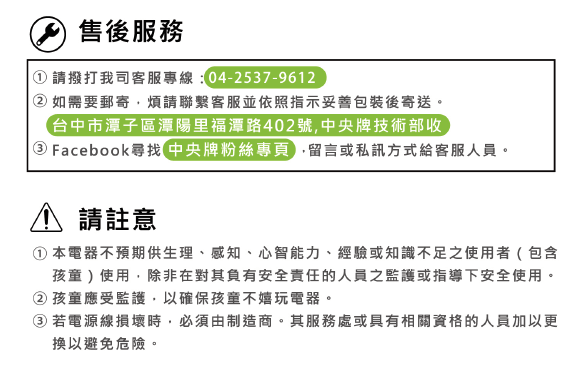 售後服務
① 請撥打我司客服專線:04-2537-9612
② 如需要郵寄,煩請聯繫客服並依照指示妥善包裝後寄送。
台中市潭子區潭陽里福潭路402號,中央牌技術部收
③ Facebook尋找 中央牌粉絲專頁 ,留言或私訊方式給客服人員。
請註意
① 本電器不預期供生理、感知、心智能力、經驗或知識不足之使用者(包含
孩童)使用,除非在對其負有安全責任的人員之監護或指導下安全使用。
② 孩童應受監護,以確保孩童不嬉玩電器。
③ 若電源線損壞時,必須由制造商。其服務處或具有相關資格的人員加以更
換以避免危險。